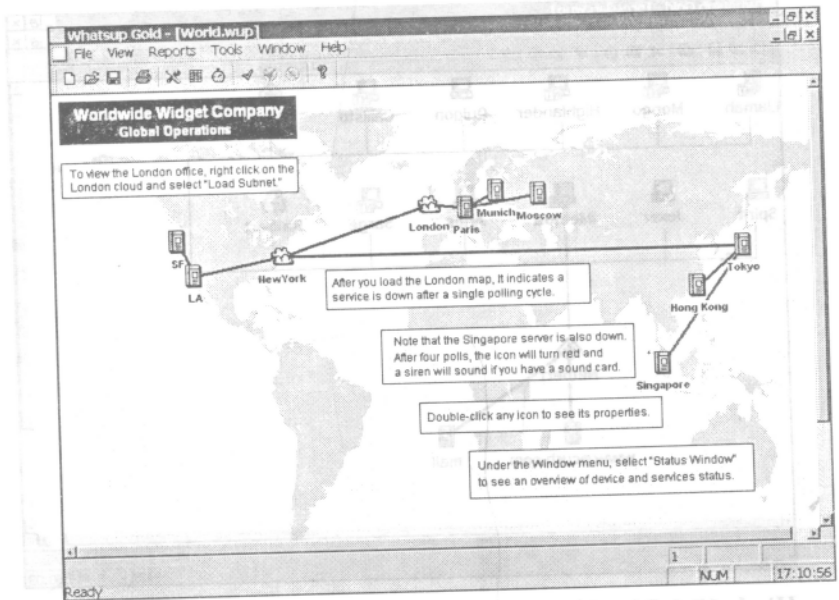 Whatsup Gold - [World.wup]
File View Reports Tools Window Help
Worldwide Widget Company
Global Operations
To view the London office, right click on the
London cloud and select "Load Subnet."
London
Paris
Munich
Moscow
SF
LA
NewYork
Tokyo
Hong Kong
Singapore
After you load the London map, it indicates a
service is down after a single polling cycle.
Note that the Singapore server is also down.
After four polls, the icon will turn red and
a siren will sound if you have a sound card.
Double-click any icon to see its properties.
Under the Window menu, select "Status Window"
to see an overview of device and services status.
1
Ready
NUM
17:10:56